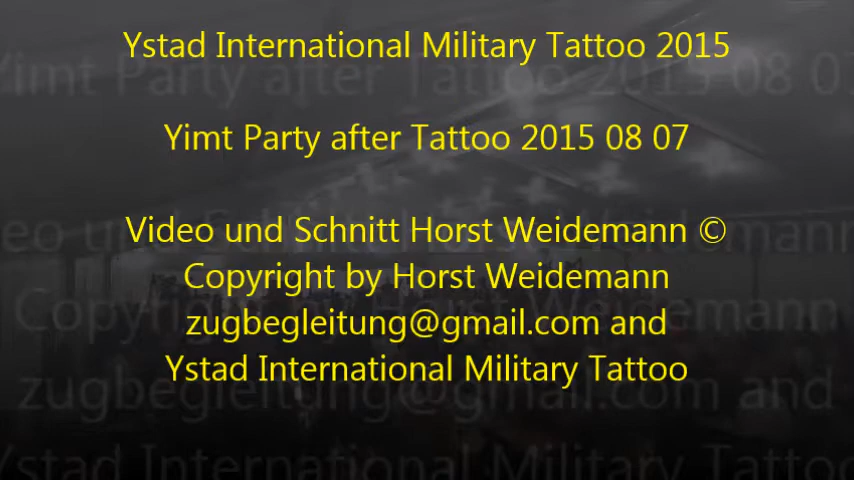 Ystad International Military Tattoo 2015
Yimt Party after Tattoo 2015 08 07
Video und Schnitt Horst Weidemann ©
Copyright by Horst Weidemann
zugbegleitung@gmail.com and
Ystad International Military Tattoo